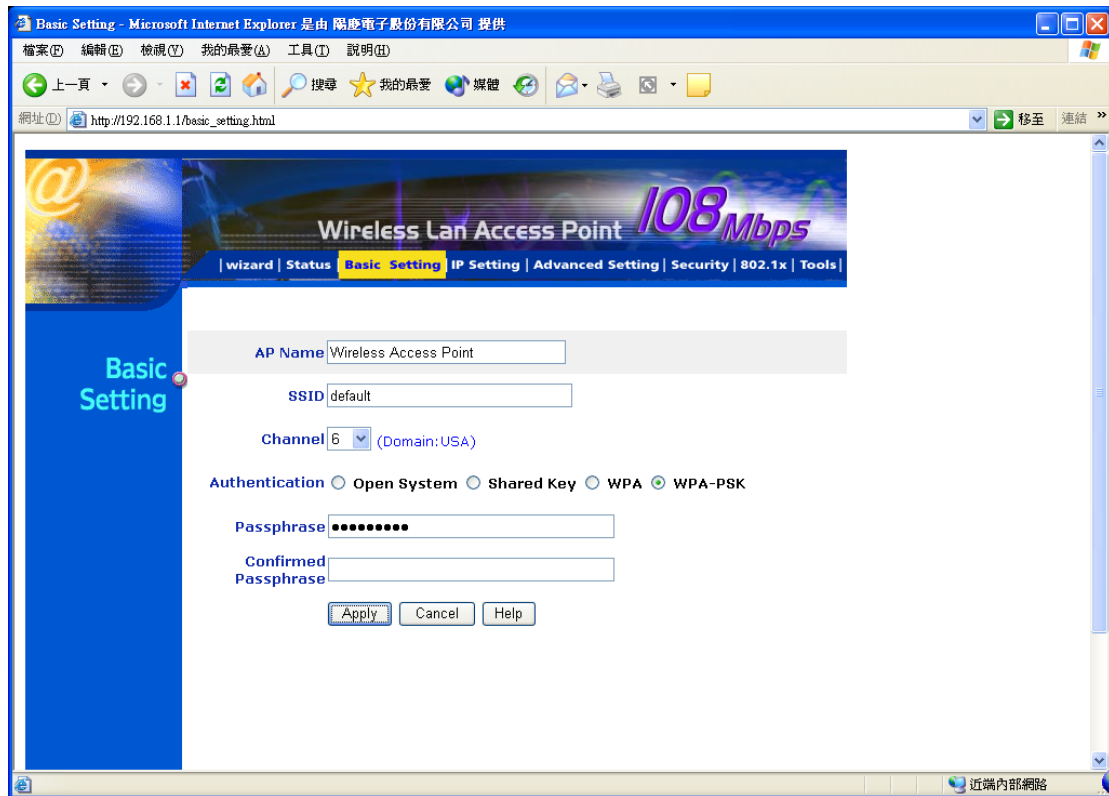 Basic Setting - Microsoft Internet Explorer 是由 陽慶電子股份有限公司 提供
檔案(F) 編輯(E) 檢視(V) 我的最愛(A) 工具(T) 說明(H)
上一頁 搜尋 我的最愛 媒體
網址(D) http://192.168.1.1/basic_setting.html 移至 連結 »
@
108Mbps
Wireless Lan Access Point
| wizard | Status | Basic Setting | IP Setting | Advanced Setting | Security | 802.1x | Tools |
Basic
Setting
AP Name Wireless Access Point
SSID default
Channel 6 (Domain:USA)
Authentication Open System Shared Key WPA WPA-PSK
Passphrase •••••••••
Confirmed
Passphrase
Apply Cancel Help
近端內部網路